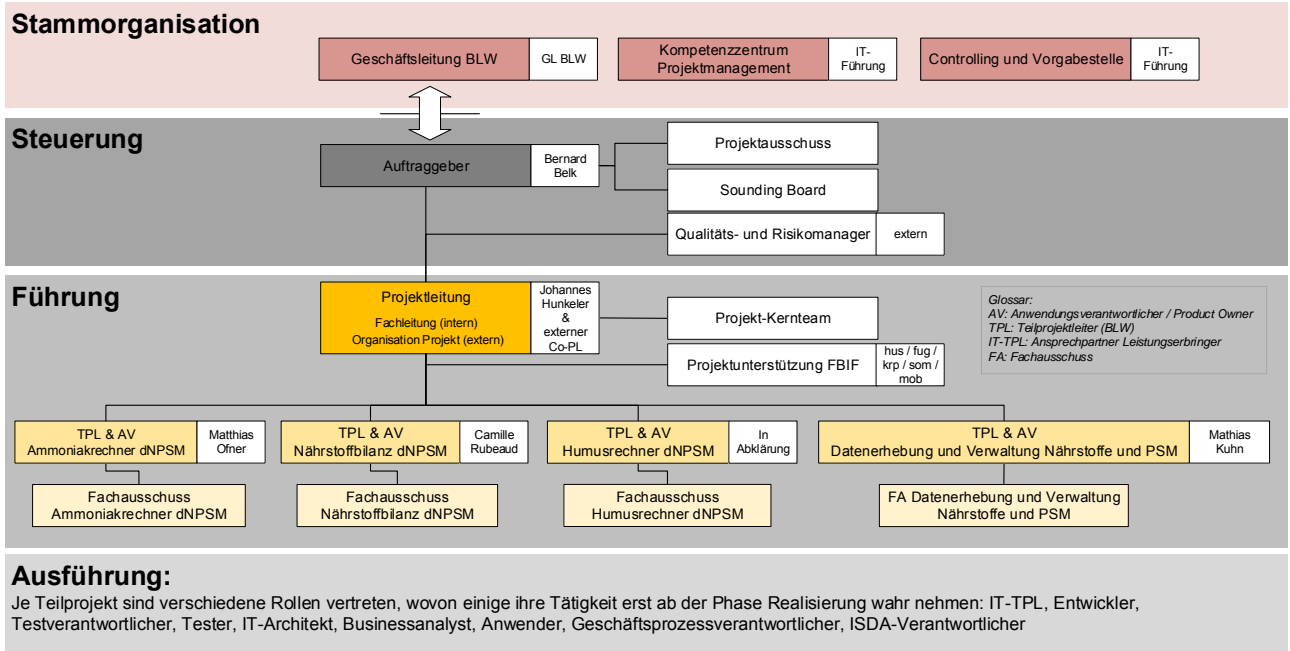 Stammorganisation
Geschäftsleitung BLW
GL BLW
Kompetenzzentrum
Projektmanagement
IT-
Führung
Controlling und Vorgabestelle
IT-
Führung
Steuerung
Auftraggeber
Bernard
Belk
Projektausschuss
Sounding Board
Qualitäts- und Risikomanager
extern
Führung
Projektleitung
Fachleitung (intern)
Organisation Projekt (extern)
Johannes
Hunkeler
&
externer
Co-PL
Projekt-Kernteam
Projektunterstützung FBIF
hus / fug /
krp / som /
mob
Glossar:
AV: Anwendungsverantwortlicher / Product Owner
TPL: Teilprojektleiter (BLW)
IT-TPL: Ansprechpartner Leistungserbringer
FA: Fachausschuss
TPL & AV
Ammoniakrechner dNPSM
Matthias
Ofner
TPL & AV
Nährstoffbilanz dNPSM
Camille
Rubeaud
TPL & AV
Humusrechner dNPSM
In
Abklärung
TPL & AV
Datenerhebung und Verwaltung Nährstoffe und PSM
Mathias
Kuhn
Fachausschuss
Ammoniakrechner dNPSM
Fachausschuss
Nährstoffbilanz dNPSM
Fachausschuss
Humusrechner dNPSM
FA Datenerhebung und Verwaltung
Nährstoffe und PSM
Ausführung:
Je Teilprojekt sind verschiedene Rollen vertreten, wovon einige ihre Tätigkeit erst ab der Phase Realisierung wahr nehmen: IT-TPL, Entwickler,
Testverantwortlicher, Tester, IT-Architekt, Businessanalyst, Anwender, Geschäftsprozessverantwortlicher, ISDA-Verantwortlicher